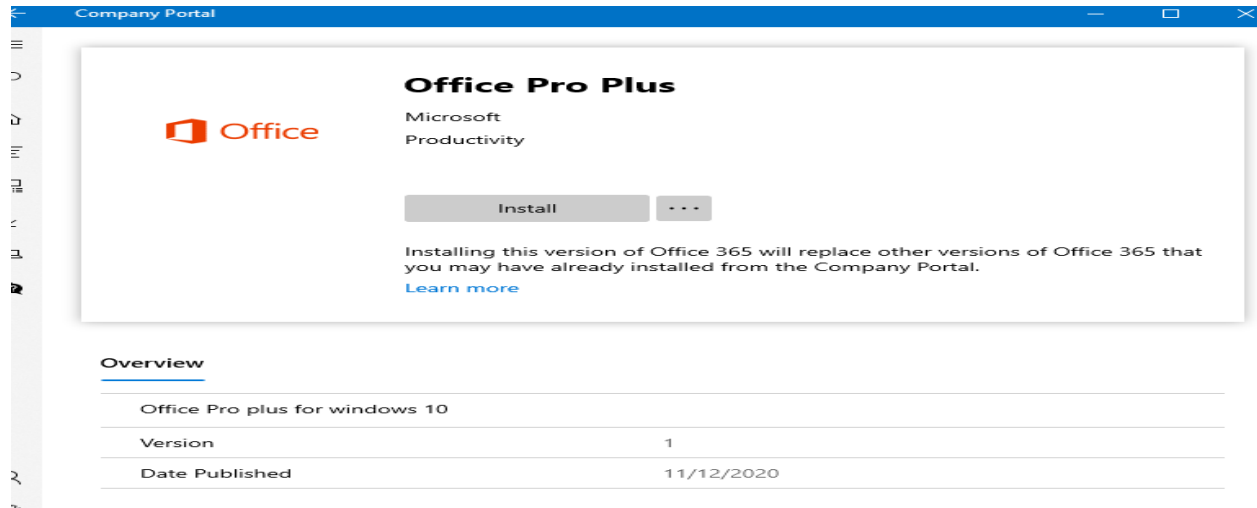 Company Portal
Office Pro Plus
Office
Microsoft
Productivity
Install
Installing this version of Office 365 will replace other versions of Office 365 that
you may have already installed from the Company Portal.
Learn more
Overview
Office Pro plus for windows 10
Version 1
Date Published 11/12/2020